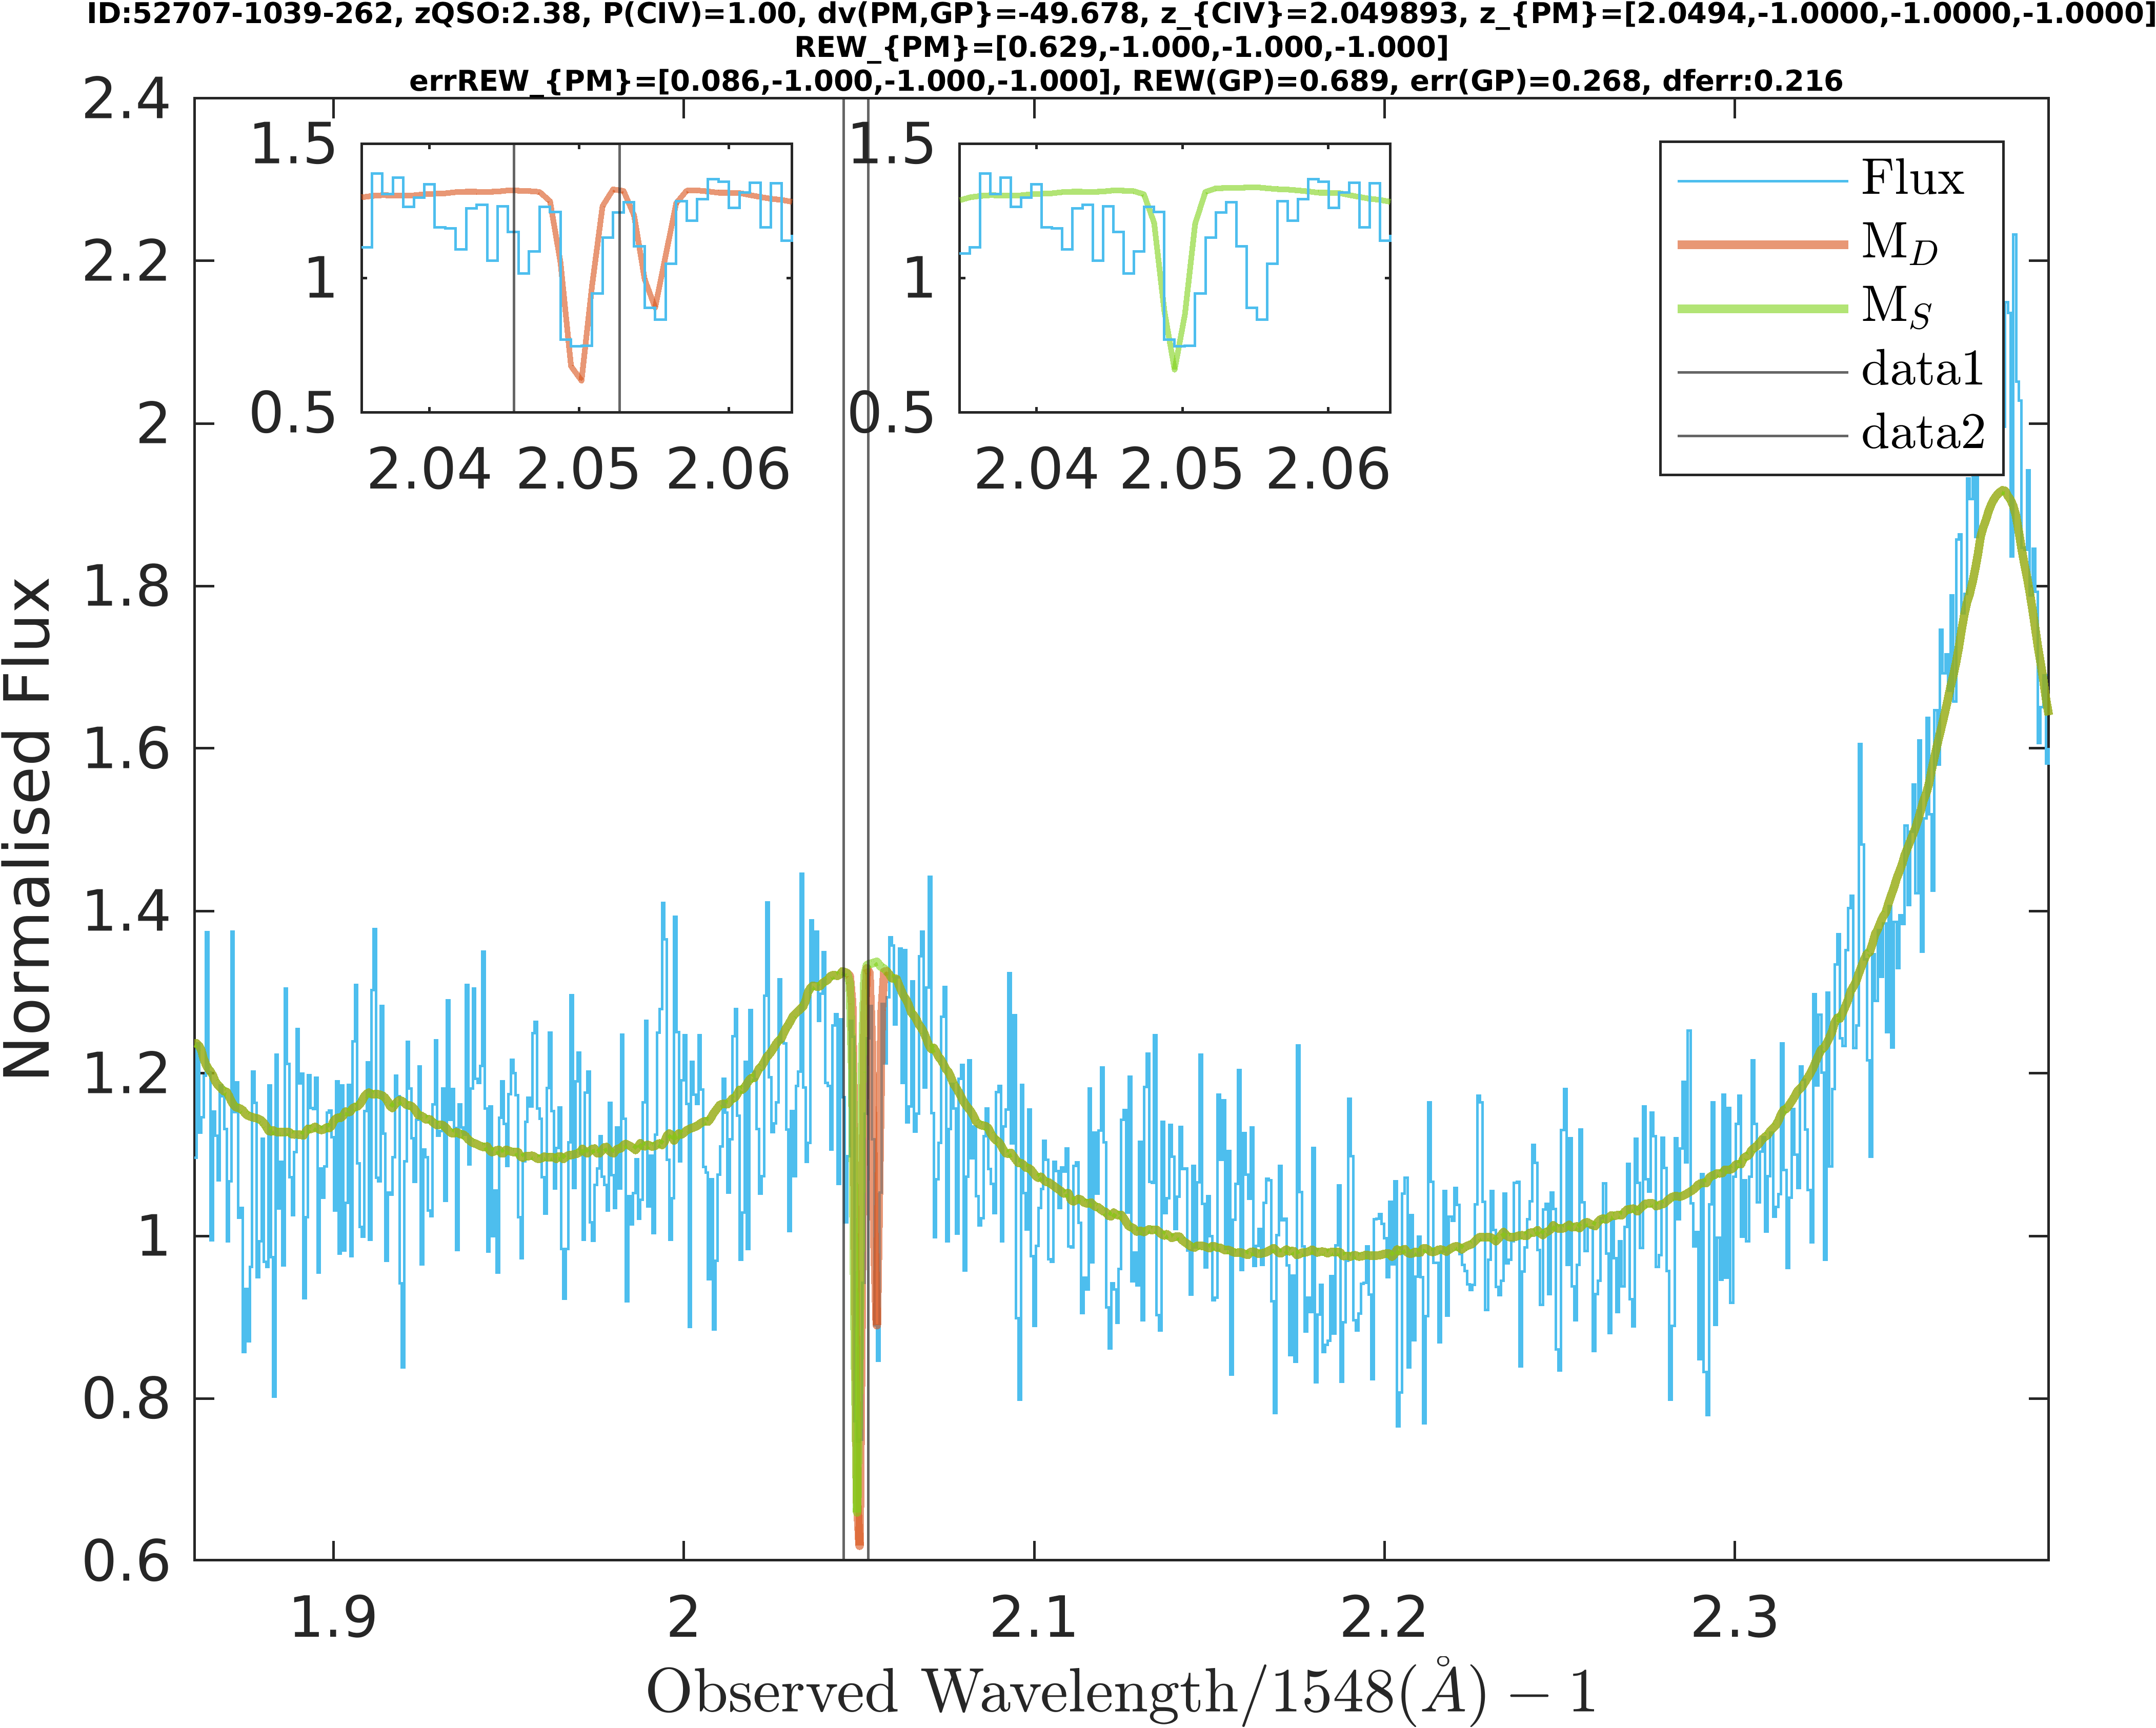 ID:52707-1039-262, zQSO:2.38, P(CIV)=1.00, dv(PM,GP}=-49.678, z_{CIV}=2.049893, z_{PM}=[2.0494,-1.0000,-1.0000,-1.0000]
REW_{PM}=[0.629,-1.000,-1.000,-1.000]
errREW_{PM}=[0.086,-1.000,-1.000,-1.000], REW(GP)=0.689, err(GP)=0.268, dferr:0.216
2.4
2.2
2
1.8
1.6
1.4
1.2
1
0.8
0.6
Normalised Flux
1.5
1
0.5
2.04 2.05 2.06
1.5
1
0.5
2.04 2.05 2.06
Flux
M_D
M_S
data1
data2
1.9 2 2.1 2.2 2.3
Observed Wavelength/1548(Å) − 1